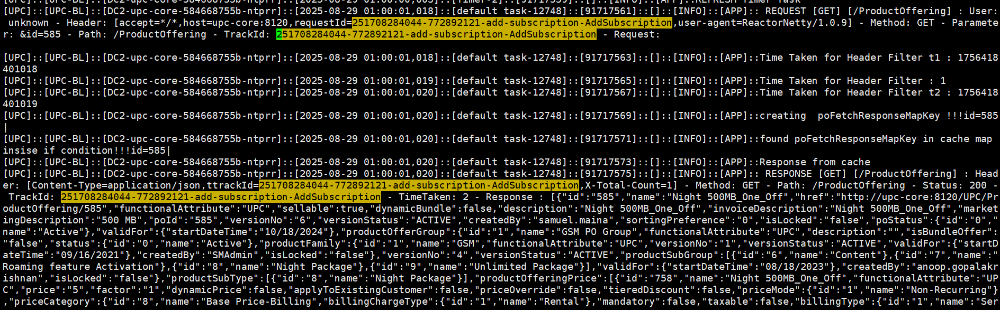 [UPC]::[UPC-BL]::[DC2-upc-core-584668755b-ntprr]::[2025-08-29 01:00:00,003]::[Timer-2]::[91717559]::[]::[INFO]::[APP]::REFRESH Timer Task
[UPC]::[UPC-BL]::[DC2-upc-core-584668755b-ntprr]::[2025-08-29 01:00:01,018]::[default task-12748]::[91717561]::[]::[INFO]::[APP]:: REQUEST [GET] [/ProductOffering] : User:
 unknown - Header: [accept=*/*,host=upc-core:8120,requestId=251708284044-772892121-add-subscription-AddSubscription,user-agent=ReactorNetty/1.0.9] - Method: GET - Paramete
r: &id=585 - Path: /ProductOffering - TrackId: 251708284044-772892121-add-subscription-AddSubscription - Request:
[UPC]::[UPC-BL]::[DC2-upc-core-584668755b-ntprr]::[2025-08-29 01:00:01,018]::[default task-12748]::[91717563]::[]::[INFO]::[APP]::Time Taken for Header Filter t1 : 1756418
401018
[UPC]::[UPC-BL]::[DC2-upc-core-584668755b-ntprr]::[2025-08-29 01:00:01,019]::[default task-12748]::[91717565]::[]::[INFO]::[APP]::Time Taken for Header Filter : 1
[UPC]::[UPC-BL]::[DC2-upc-core-584668755b-ntprr]::[2025-08-29 01:00:01,020]::[default task-12748]::[91717567]::[]::[INFO]::[APP]::Time Taken for Header Filter t2 : 1756418
401019
[UPC]::[UPC-BL]::[DC2-upc-core-584668755b-ntprr]::[2025-08-29 01:00:01,020]::[default task-12748]::[91717569]::[]::[INFO]::[APP]::creating  poFetchResponseMapKey !!!id=585
|
[UPC]::[UPC-BL]::[DC2-upc-core-584668755b-ntprr]::[2025-08-29 01:00:01,020]::[default task-12748]::[91717571]::[]::[INFO]::[APP]::found poFetchResponseMapKey in cache map
insise if condition!!!id=585|
[UPC]::[UPC-BL]::[DC2-upc-core-584668755b-ntprr]::[2025-08-29 01:00:01,020]::[default task-12748]::[91717573]::[]::[INFO]::[APP]::Response from cache
[UPC]::[UPC-BL]::[DC2-upc-core-584668755b-ntprr]::[2025-08-29 01:00:01,020]::[default task-12748]::[91717575]::[]::[INFO]::[APP]:: RESPONSE [GET] [/ProductOffering] : Head
er: [Content-Type=application/json,ttrackId=251708284044-772892121-add-subscription-AddSubscription,X-Total-Count=1] - Method: GET - Path: /ProductOffering - Status: 200 -
 TrackId: 251708284044-772892121-add-subscription-AddSubscription - TimeTaken: 2 - Response : [{"id":"585","name":"Night 500MB_One_Off","href":"http://upc-core:8120/UPC/Pr
oductOffering/585","functionalAttribute":"UPC","sellable":true,"dynamicBundle":false,"description":"Night 500MB_One_Off","invoiceDescription":"Night 500MB_One_Off","market
ingDescription":"500 MB","poId":"585","versionNo":"6","versionStatus":"ACTIVE","createdBy":"samuel.maina","sortingPreference":"0","isLocked":"false","poStatus":{"id":"0","
name":"Active"},"validFor":{"startDateTime":"10/18/2024"},"productOfferGroup":{"id":"1","name":"GSM PO Group","functionalAttribute":"UPC","description":"","isBundleOffer":
"false","status":{"id":"0","name":"Active"},"productFamily":{"id":"1","name":"GSM","functionalAttribute":"UPC","versionNo":"1","versionStatus":"ACTIVE","validFor":{"startD
ateTime":"09/16/2021"},"createdBy":"SMAdmin","isLocked":"false"},"versionNo":"4","versionStatus":"ACTIVE","productSubGroup":[{"id":"6","name":"Content"},{"id":"7","name":"
Roaming feature Activation"},{"id":"8","name":"Night Package"},{"id":"9","name":"Unlimited Package"}],"validFor":{"startDateTime":"08/18/2023"},"createdBy":"anoop.gopalakr
ishnan","isLocked":"false"},"productSubType":[{"id":"8","name":"Night Package"}],"productOfferingPrice":[{"id":"758","name":"Night 500MB_One_Off","functionalAttribute":"UP
C","price":"5","factor":"1","dynamicPrice":false,"applyToExistingCustomer":false,"priceOverride":false,"tieredDiscount":false,"priceMode":{"id":"1","name":"Non-Recurring"}
,"priceCategory":{"id":"8","name":"Base Price-Billing","billingChargeType":{"id":"1","name":"Rental"},"mandatory":false,"taxable":false,"billingType":{"id":"1","name":"Ser